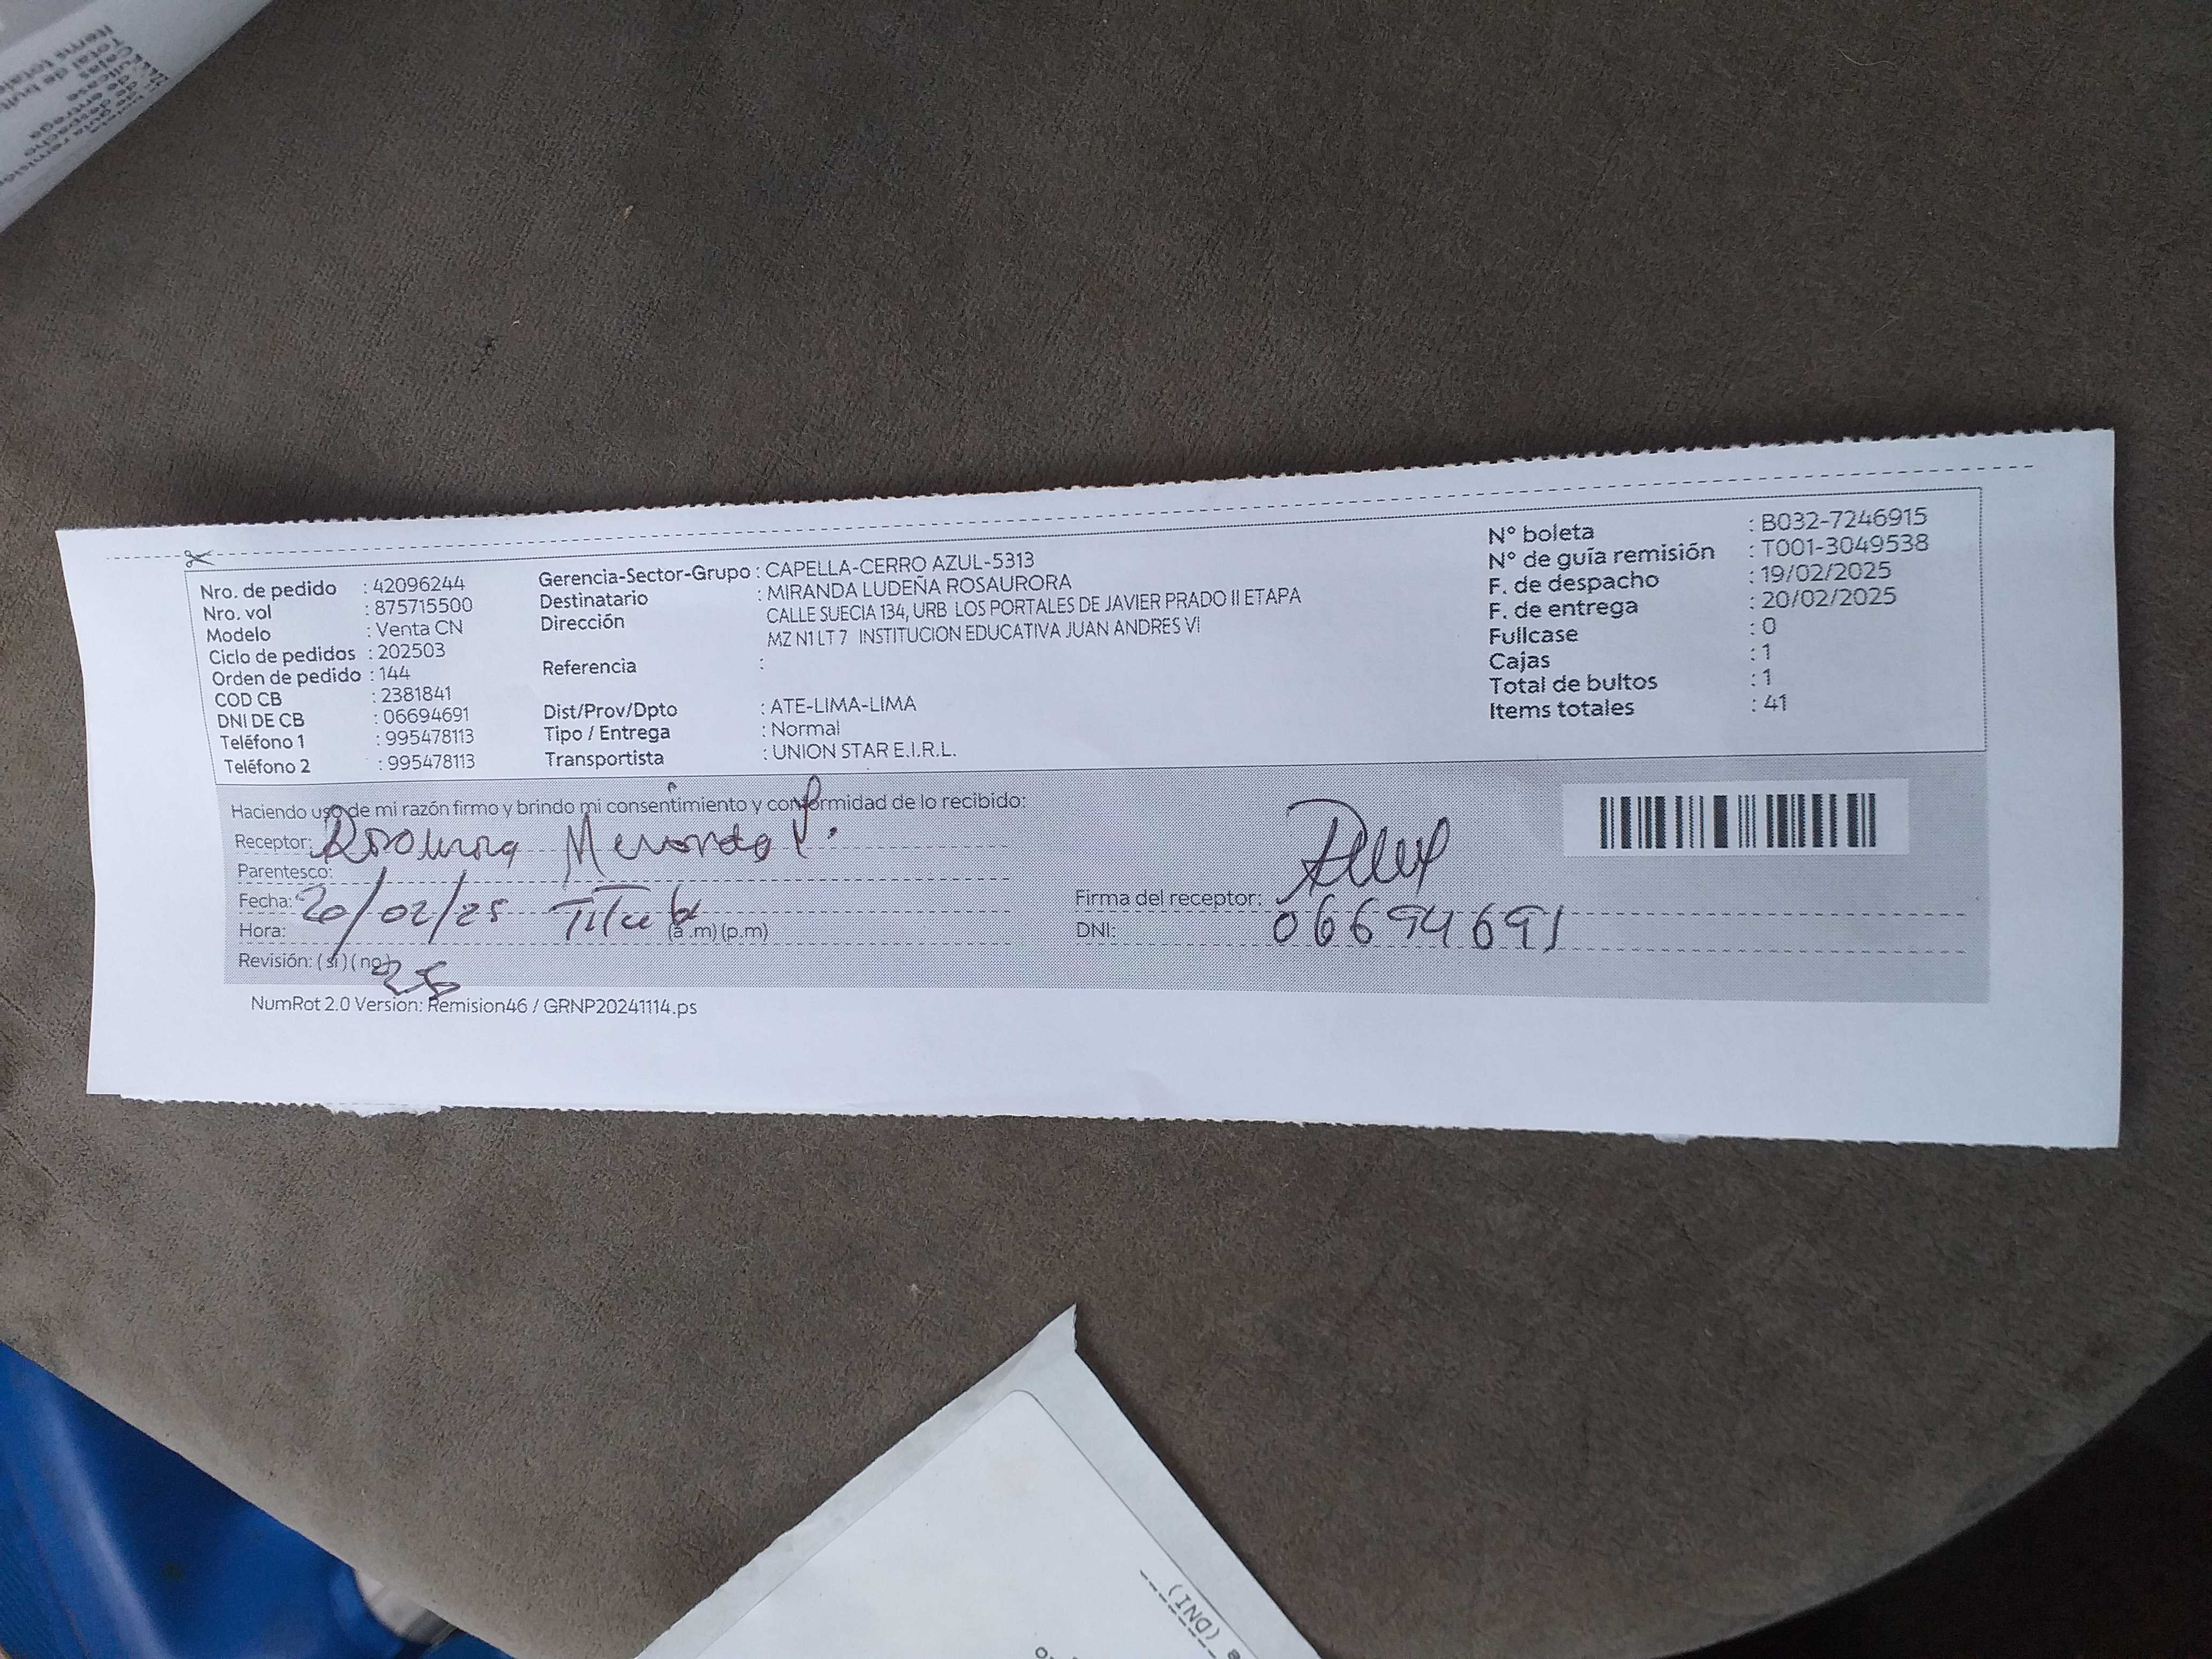 Nro. de pedido : 42096244
Nro. vol : 875715500
Modelo : Venta CN
Ciclo de pedidos : 202503
Orden de pedido : 144
COD CB : 2381841
DNI DE CB : 06694691
Teléfono 1 : 995478113
Teléfono 2 : 995478113
Gerencia-Sector-Grupo : CAPELLA-CERRO AZUL-5313
Destinatario : MIRANDA LUDEÑA ROSAURORA
Dirección CALLE SUECIA 134, URB LOS PORTALES DE JAVIER PRADO II ETAPA
MZ N1 LT 7 INSTITUCION EDUCATIVA JUAN ANDRES VI
Referencia :
Dist/Prov/Dpto : ATE-LIMA-LIMA
Tipo / Entrega : Normal
Transportista : UNION STAR E.I.R.L.
N° boleta : B032-7246915
N° de guía remisión : T001-3049538
F. de despacho : 19/02/2025
F. de entrega : 20/02/2025
Fullcase : 0
Cajas : 1
Total de bultos : 1
Items totales : 41
Haciendo uso de mi razón firmo y brindo mi consentimiento y conformidad de lo recibido:
Receptor:
Parentesco:
Fecha: 20/02/25
Hora: (a.m) (p.m)
Revisión: (si) (no)
Firma del receptor:
DNI: 06694691
NumRot 2.0 Version: Remision46 / GRNP20241114.ps
(DNI)